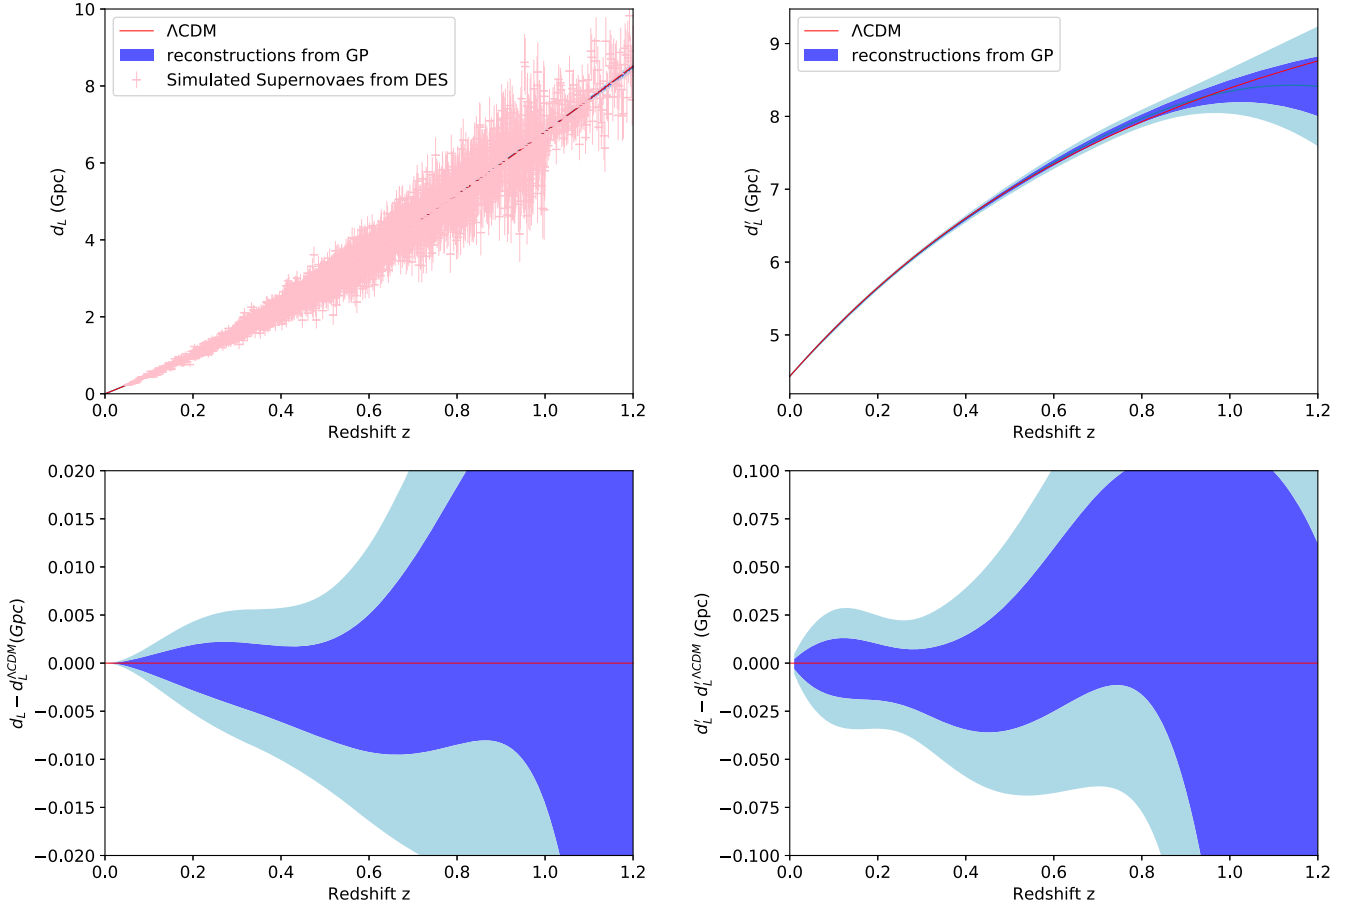 ΛCDM
reconstructions from GP
Simulated Supernovaes from DES
10
8
6
4
2
0
d_L (Gpc)
0.0 0.2 0.4 0.6 0.8 1.0 1.2
Redshift z
ΛCDM
reconstructions from GP
9
8
7
6
5
d′_L (Gpc)
0.0 0.2 0.4 0.6 0.8 1.0 1.2
Redshift z
0.020
0.015
0.010
0.005
0.000
−0.005
−0.010
−0.015
−0.020
d_L − d_L^ΛCDM (Gpc)
0.0 0.2 0.4 0.6 0.8 1.0 1.2
Redshift z
0.100
0.075
0.050
0.025
0.000
−0.025
−0.050
−0.075
−0.100
d′_L − d′_L^ΛCDM (Gpc)
0.0 0.2 0.4 0.6 0.8 1.0 1.2
Redshift z